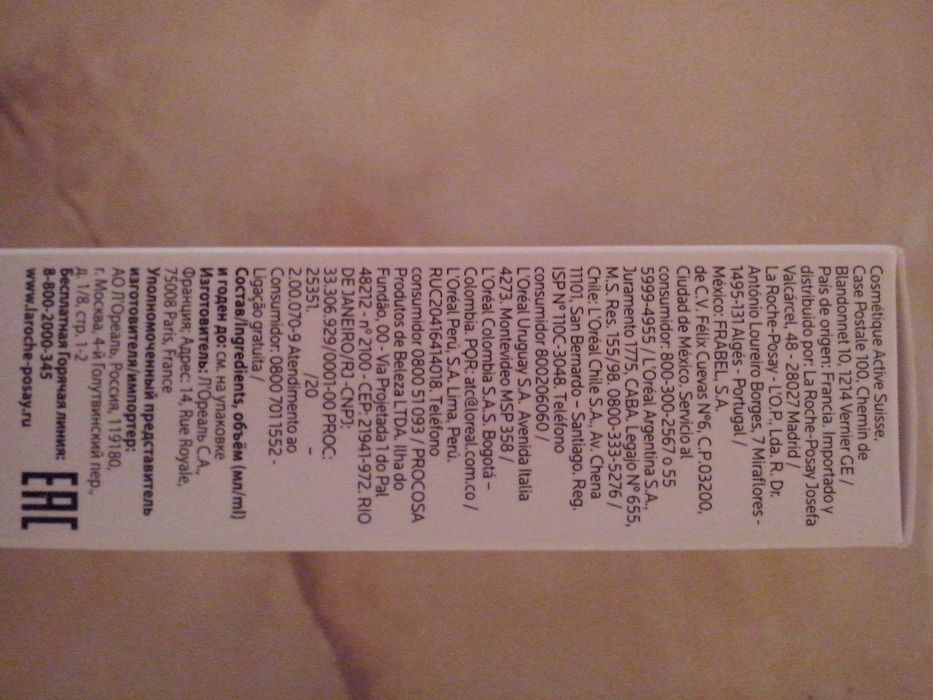 Cosmétique Active Suisse,
Case Postale 100, Chemin de
Blandonnet 10, 1214 Vernier GE /
País de origen: Francia. Importado y
distribuido por: La Roche-Posay Josefa
Valcárcel, 48 - 28027 Madrid /
La Roche-Posay - L'O.P. Lda. R. Dr.
António Loureiro Borges, 7 Miraflores -
1495-131 Algés - Portugal /
México: FRABEL S.A.
de C.V. Félix Cuevas N°6, C.P.03200,
Ciudad de México. Servicio al
consumidor: 800-300-2567 o 55
5999-4955 / L'Oréal Argentina S.A.,
Juramento 1775, CABA. Legajo N° 655,
M.S. Res. 155/98. 0800-333-5276 /
Chile: L'Oréal Chile S.A., Av. Chena
11101, San Bernardo - Santiago. Reg.
ISP N° 110C-3048. Teléfono
consumidor 800206060 /
L'Oréal Uruguay S.A. Avenida Italia
4273. Montevideo MSP 358 /
L'Oréal Colombia S.A.S. Bogotá –
Colombia. PQR: atc@loreal.com.co /
L'Oréal Perú S.A. Lima, Perú.
RUC20416414018. Teléfono
consumidor 0800 51 093 / PROCOSA
Produtos de Beleza LTDA. Ilha do
Fundão, 00 - Via Projetada 1 do Pal
48212 - nº 2100 - CEP: 21941-972. RIO
DE JANEIRO/RJ -CNPJ:
33.306.929/0001-00 PROC:
25351. /20 –
2.00.070-9 Atendimento ao
Consumidor: 0800 7011552 -
Ligação gratuita /
Состав/Ingredients, объём (мл/ml)
и годен до: см. на упаковке
Изготовитель: Л'Ореаль С.А.,
Франция; Адрес: 14, Rue Royale,
75008 Paris, France
Уполномоченный представитель
изготовителя/импортер:
АО Л'Ореаль, Россия, 119180,
г. Москва, 4-й Голутвинский пер.,
д. 1/8, стр. 1-2
Бесплатная Горячая линия:
8-800-2000-345
www.laroche-posay.ru
EAC